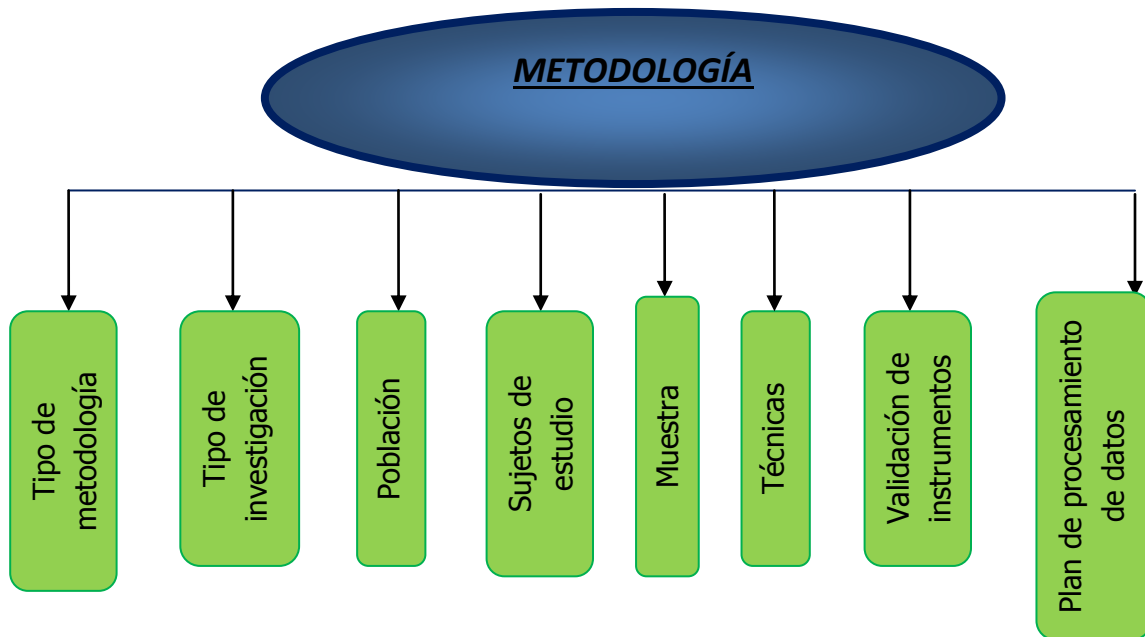 METODOLOGÍA
Tipo de
metodología
Tipo de
investigación
Población
Sujetos de
estudio
Muestra
Técnicas
Validación de
instrumentos
Plan de procesamiento
de datos